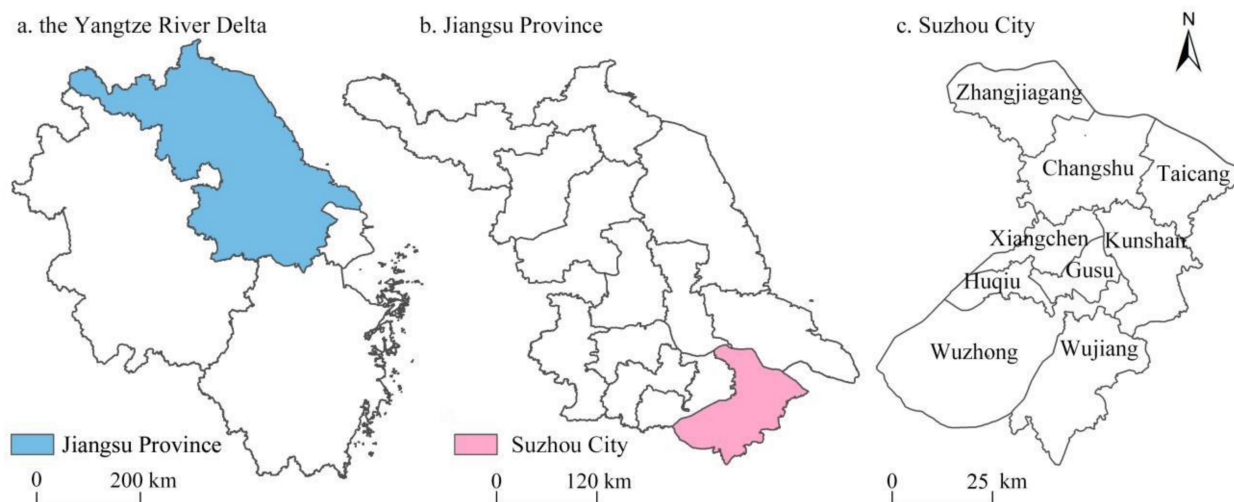 a. the Yangtze River Delta
b. Jiangsu Province
c. Suzhou City
N
Zhangjiagang
Changshu
Taicang
Xiangchen
Kunshan
Gusu
Huqiu
Wuzhong
Wujiang
Jiangsu Province
Suzhou City
0 200 km
0 120 km
0 25 km